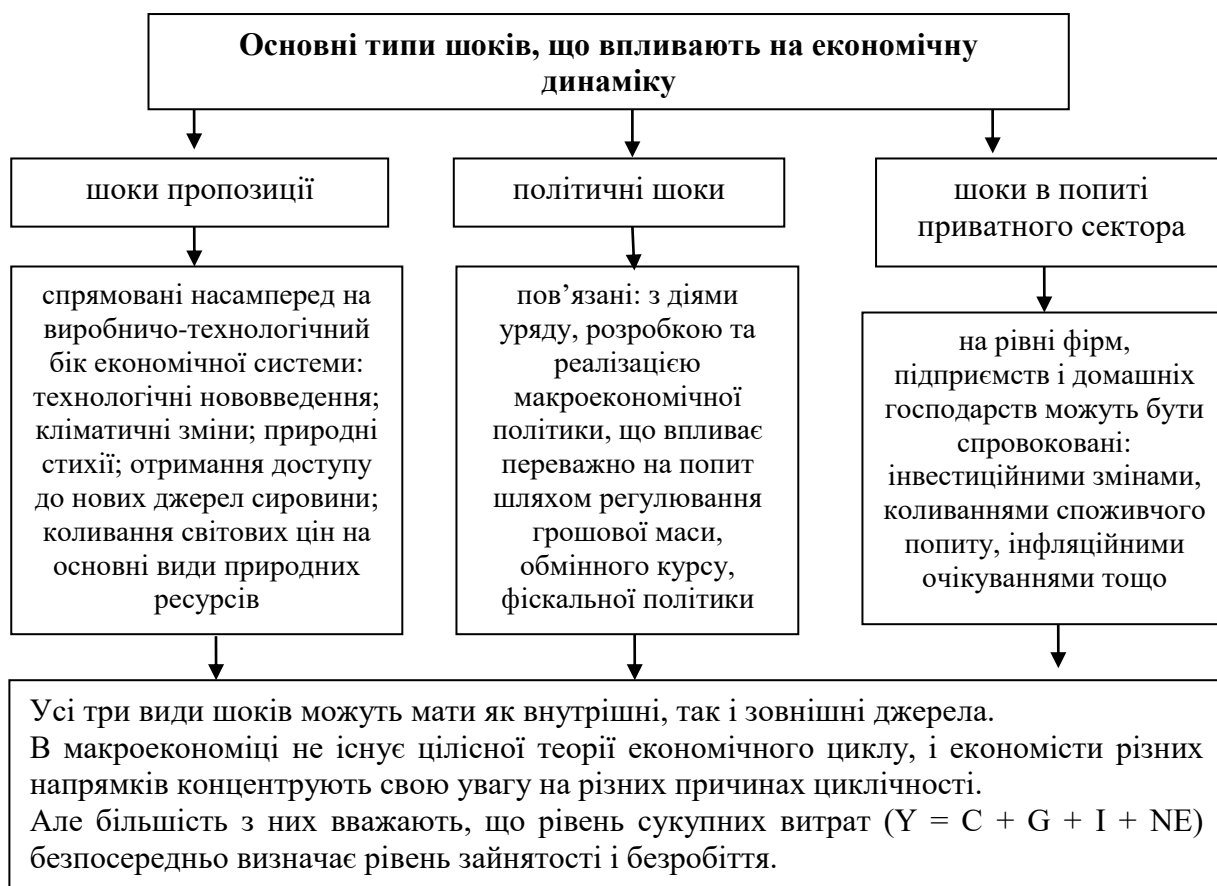 Основні типи шоків, що впливають на економічну
динаміку
шоки пропозиції
політичні шоки
шоки в попиті
приватного сектора
спрямовані насамперед на
виробничо-технологічний
бік економічної системи:
технологічні нововведення;
кліматичні зміни; природні
стихії; отримання доступу
до нових джерел сировини;
коливання світових цін на
основні види природних
ресурсів
пов’язані: з діями
уряду, розробкою та
реалізацією
макроекономічної
політики, що впливає
переважно на попит
шляхом регулювання
грошової маси,
обмінного курсу,
фіскальної політики
на рівні фірм,
підприємств і домашніх
господарств можуть бути
спровоковані:
інвестиційними змінами,
коливаннями споживчого
попиту, інфляційними
очікуваннями тощо
Усі три види шоків можуть мати як внутрішні, так і зовнішні джерела.
В макроекономіці не існує цілісної теорії економічного циклу, і економісти різних
напрямків концентрують свою увагу на різних причинах циклічності.
Але більшість з них вважають, що рівень сукупних витрат (Y = C + G + I + NE)
безпосередньо визначає рівень зайнятості і безробіття.